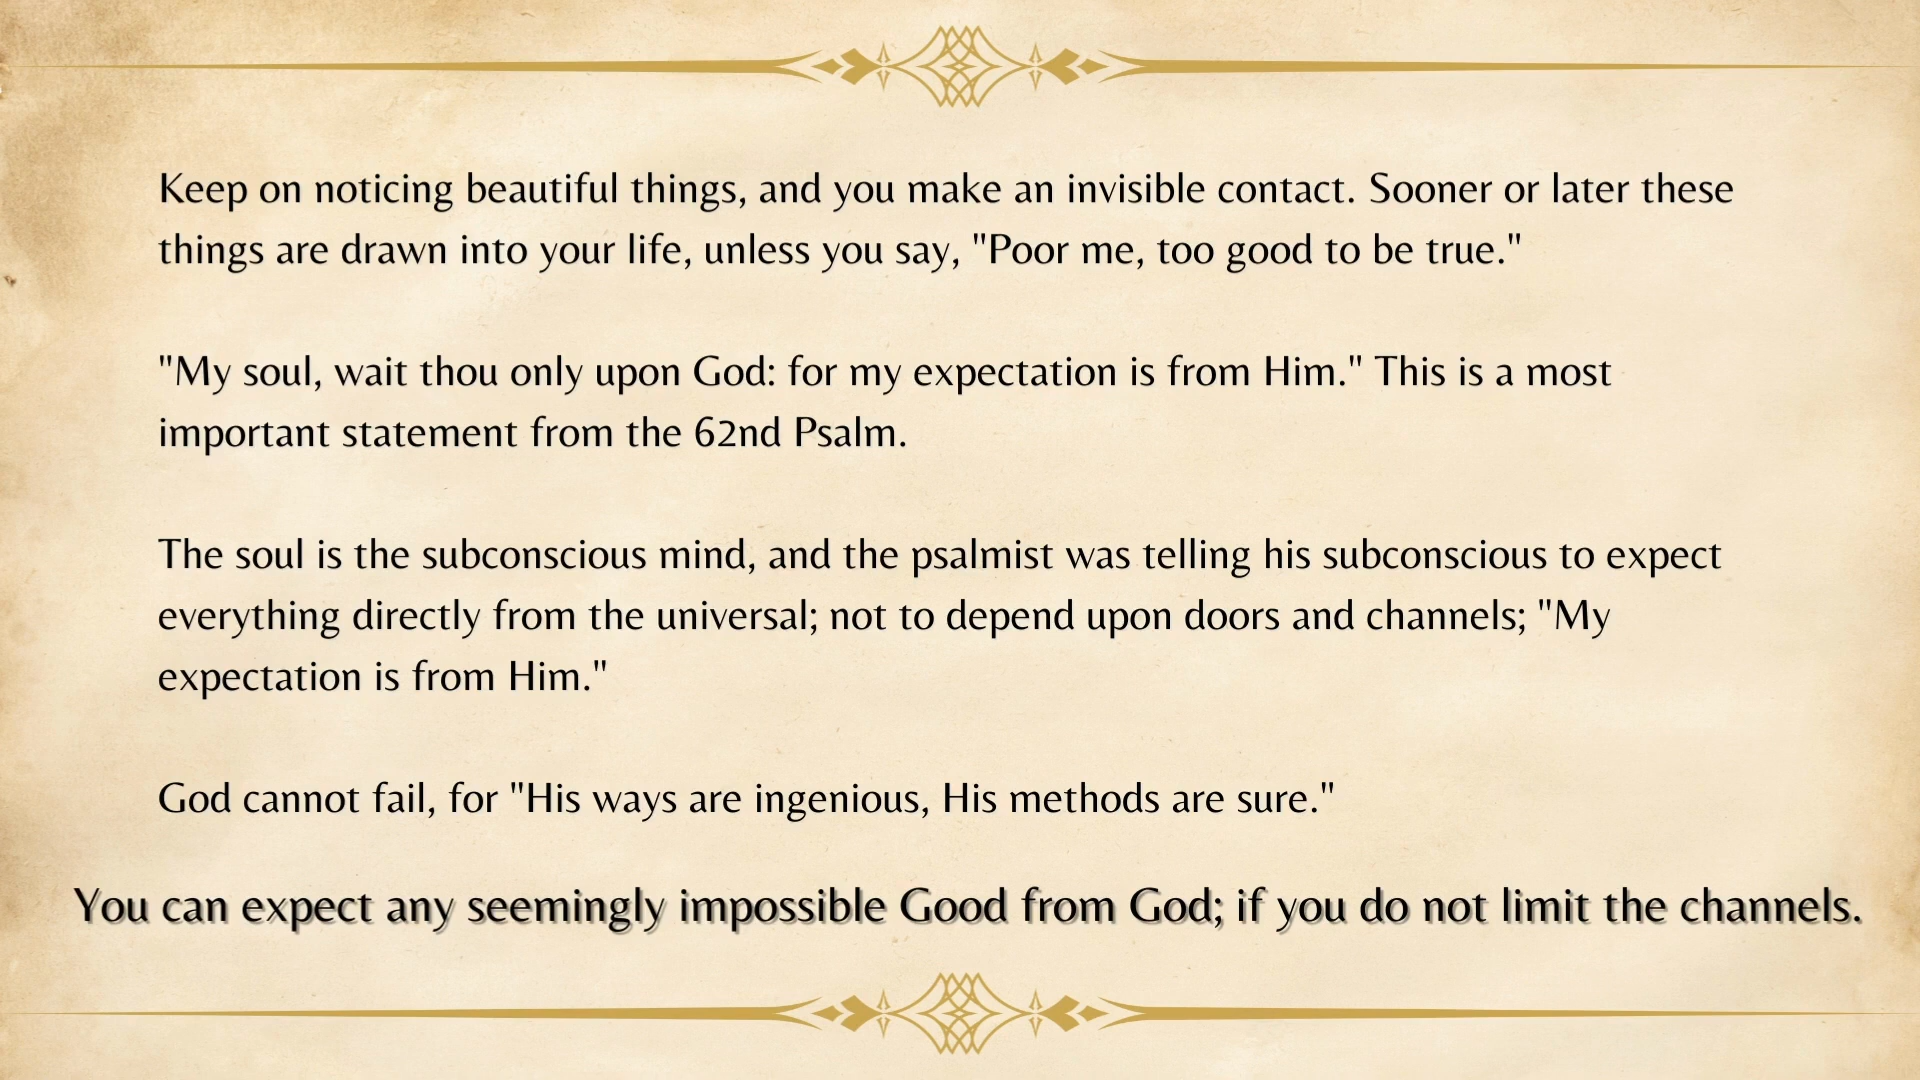 Keep on noticing beautiful things, and you make an invisible contact. Sooner or later these
things are drawn into your life, unless you say, "Poor me, too good to be true."
"My soul, wait thou only upon God: for my expectation is from Him." This is a most
important statement from the 62nd Psalm.
The soul is the subconscious mind, and the psalmist was telling his subconscious to expect
everything directly from the universal; not to depend upon doors and channels; "My
expectation is from Him."
God cannot fail, for "His ways are ingenious, His methods are sure."
You can expect any seemingly impossible Good from God; if you do not limit the channels.